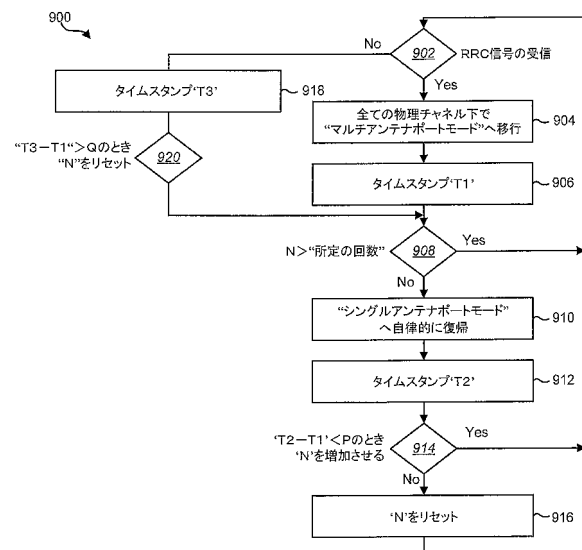 900
No
902
RRC信号の受信
Yes
タイムスタンプ‘T3’
918
全ての物理チャネル下で
“マルチアンテナポートモード”へ移行
904
“T3－T1“＞Qのとき
“N”をリセット
920
タイムスタンプ‘T1’
906
N＞“所定の回数”
908
Yes
No
“シングルアンテナポートモード”
へ自律的に復帰
910
タイムスタンプ‘T2’
912
‘T2－T1’＜Pのとき
‘N’を増加させる
914
Yes
No
‘N’をリセット
916